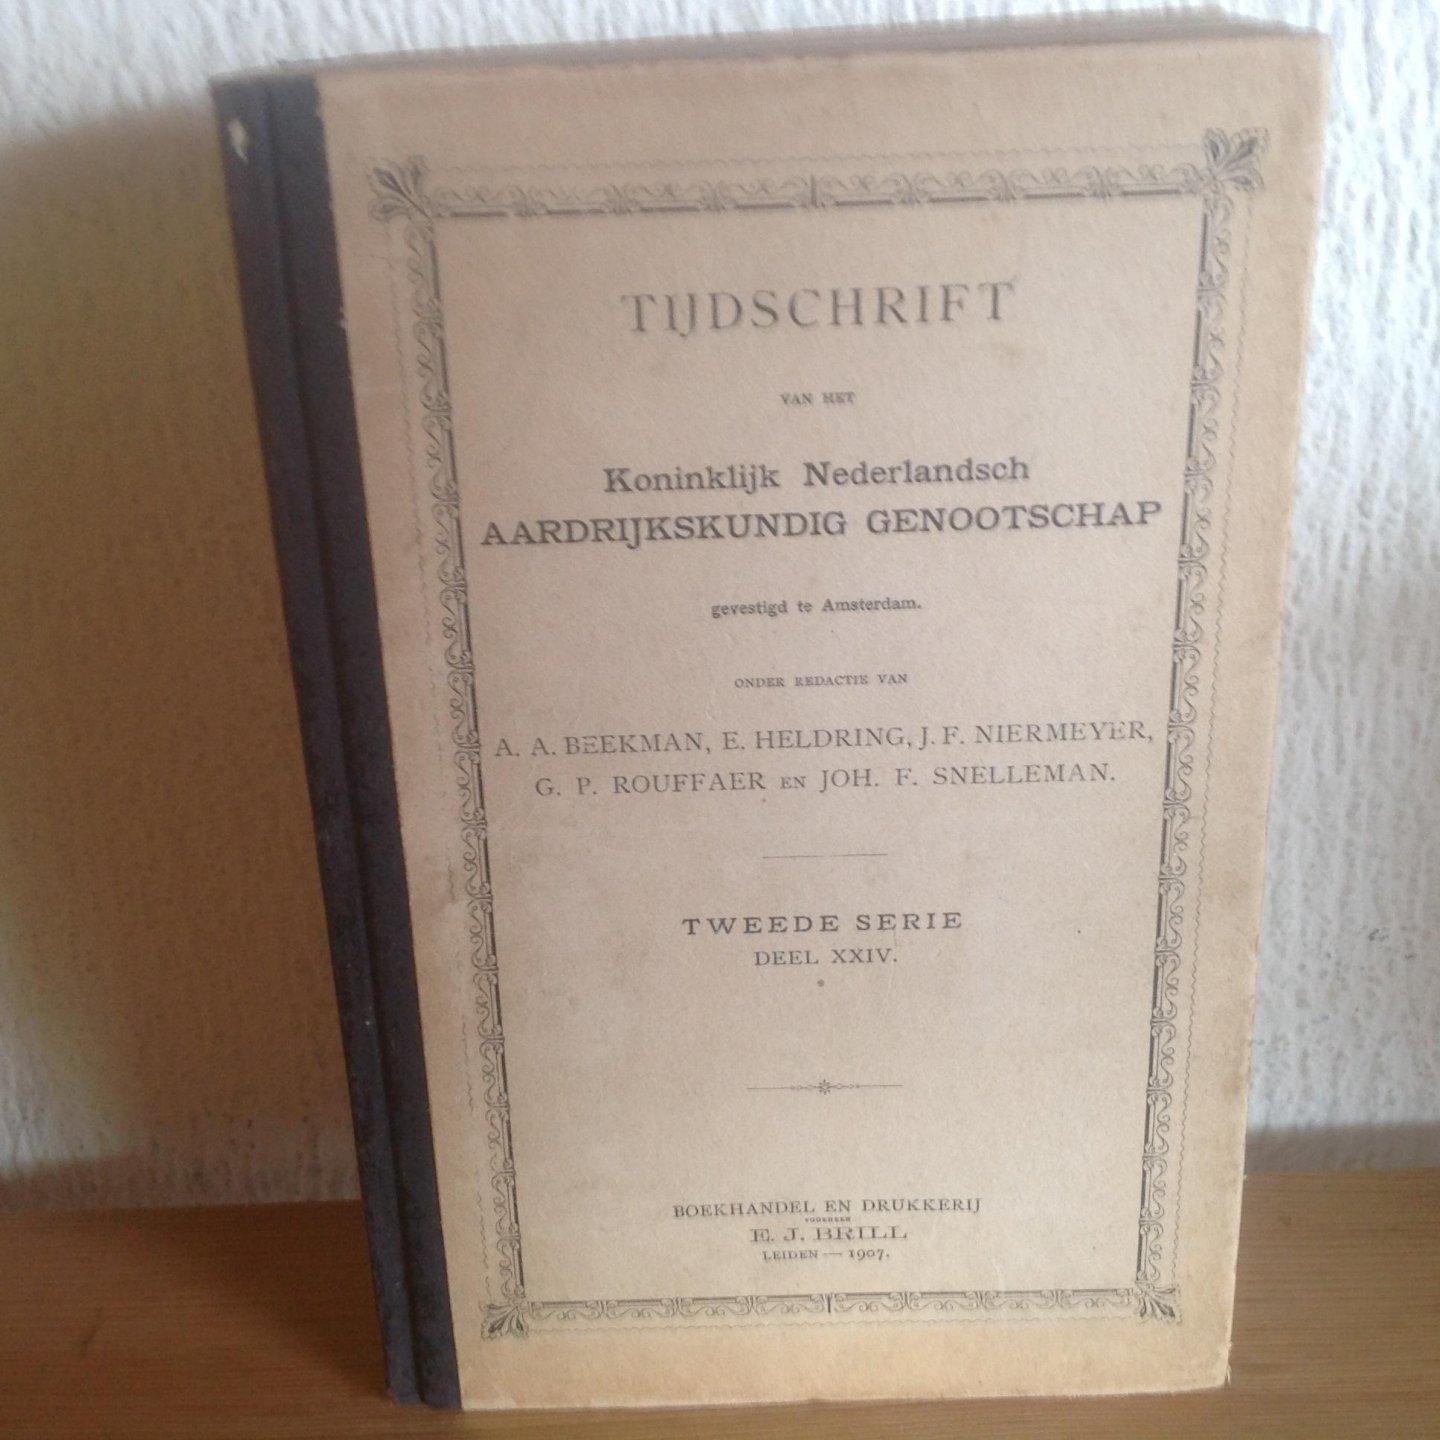 TIJDSCHRIFT
VAN HET
Koninklijk Nederlandsch
AARDRIJKSKUNDIG GENOOTSCHAP
gevestigd te Amsterdam.
ONDER REDACTIE VAN
A. A. BEEKMAN, E. HELDRING, J. F. NIERMEYER,
G. P. ROUFFAER EN JOH. F. SNELLEMAN.
TWEEDE SERIE
DEEL XXIV.
BOEKHANDEL EN DRUKKERIJ
VOORHEEN
E. J. BRILL
LEIDEN — 1907.